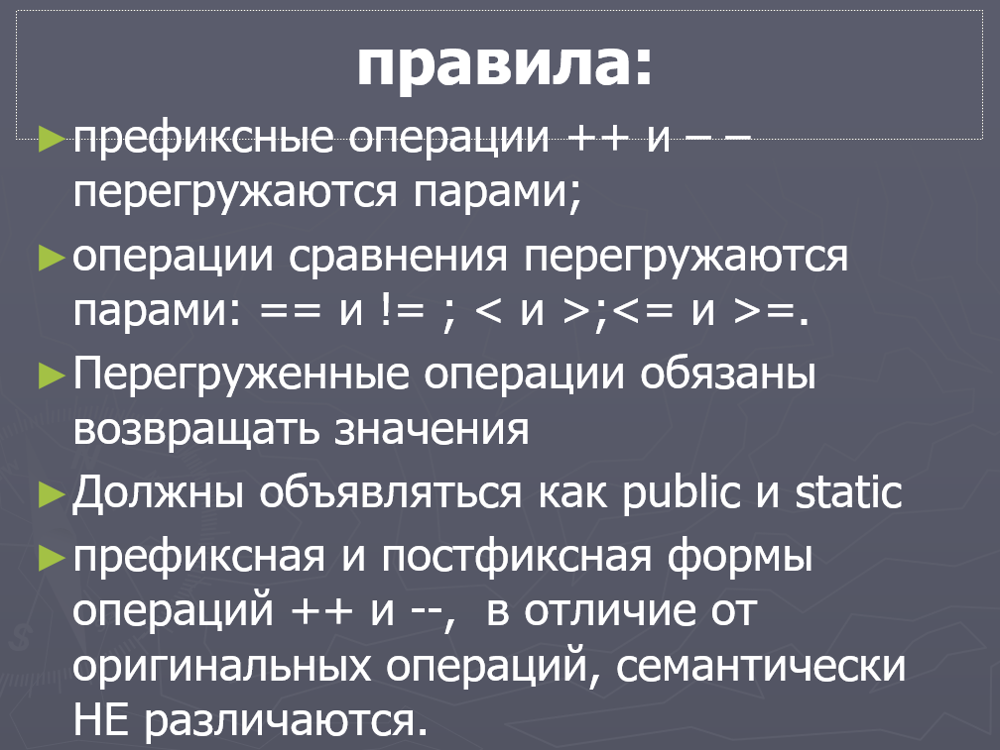 правила:
►префиксные операции ++ и – –
перегружаются парами;
►операции сравнения перегружаются
парами: == и != ; < и >;<= и >=.
►Перегруженные операции обязаны
возвращать значения
►Должны объявляться как public и static
►префиксная и постфиксная формы
операций ++ и --,  в отличие от
оригинальных операций, семантически
НЕ различаются.
S